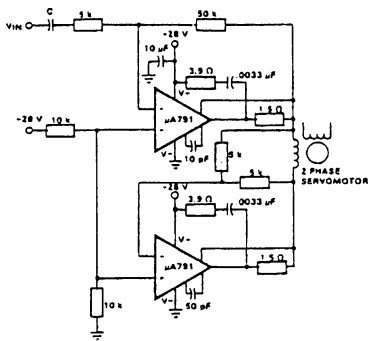 VIN
C
5 k
50 k
-28 V
10 µF
3.9 Ω
.0033 µF
V-
µA791
1.5 Ω
V-
10 pF
-28 V
10 k
5 k
5 k
2 PHASE
SERVOMOTOR
-28 V
3.9 Ω
.0033 µF
V-
µA791
1.5 Ω
V-
50 pF
10 k